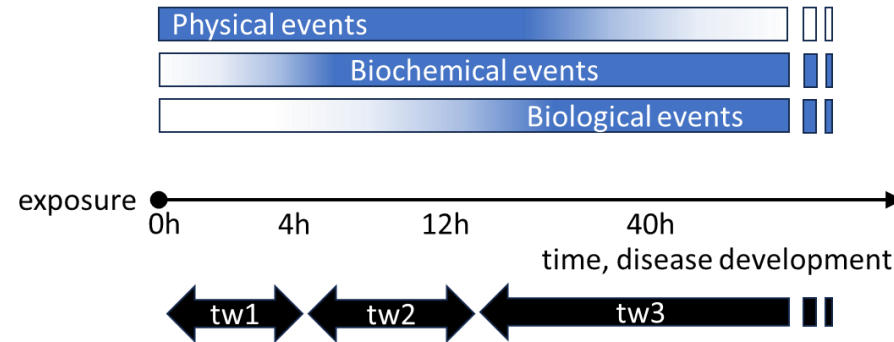 Physical events
Biochemical events
Biological events
exposure
0h 4h 12h 40h
time, disease development
tw1 tw2 tw3